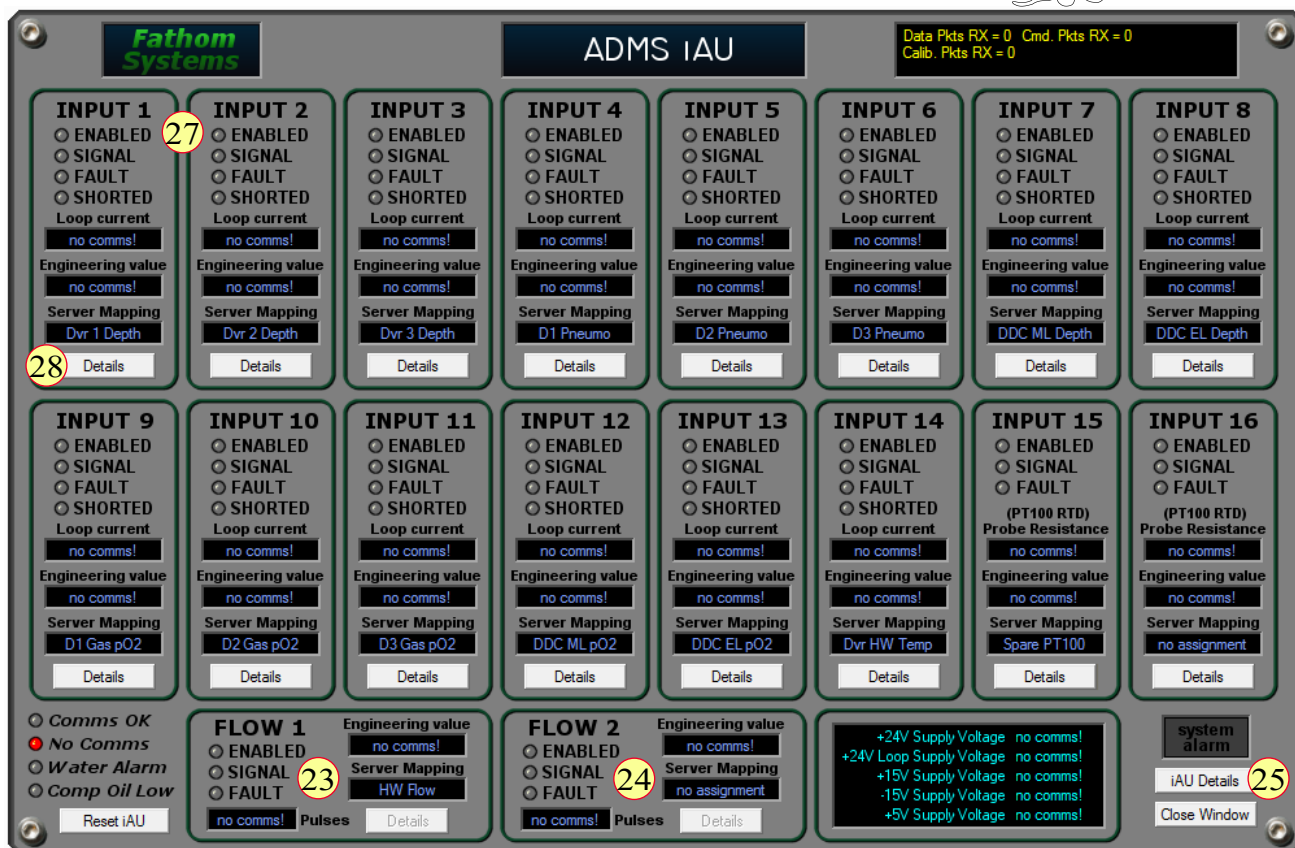 Fathom
Systems
ADMS iAU
Data Pkts RX = 0 Cmd. Pkts RX = 0
Calib. Pkts RX = 0
INPUT 1
ENABLED
SIGNAL
FAULT
SHORTED
Loop current
no comms!
Engineering value
no comms!
Server Mapping
Dvr 1 Depth
Details
27
28
INPUT 2
ENABLED
SIGNAL
FAULT
SHORTED
Loop current
no comms!
Engineering value
no comms!
Server Mapping
Dvr 2 Depth
Details
INPUT 3
ENABLED
SIGNAL
FAULT
SHORTED
Loop current
no comms!
Engineering value
no comms!
Server Mapping
Dvr 3 Depth
Details
INPUT 4
ENABLED
SIGNAL
FAULT
SHORTED
Loop current
no comms!
Engineering value
no comms!
Server Mapping
D1 Pneumo
Details
INPUT 5
ENABLED
SIGNAL
FAULT
SHORTED
Loop current
no comms!
Engineering value
no comms!
Server Mapping
D2 Pneumo
Details
INPUT 6
ENABLED
SIGNAL
FAULT
SHORTED
Loop current
no comms!
Engineering value
no comms!
Server Mapping
D3 Pneumo
Details
INPUT 7
ENABLED
SIGNAL
FAULT
SHORTED
Loop current
no comms!
Engineering value
no comms!
Server Mapping
DDC ML Depth
Details
INPUT 8
ENABLED
SIGNAL
FAULT
SHORTED
Loop current
no comms!
Engineering value
no comms!
Server Mapping
DDC EL Depth
Details
INPUT 9
ENABLED
SIGNAL
FAULT
SHORTED
Loop current
no comms!
Engineering value
no comms!
Server Mapping
D1 Gas pO2
Details
INPUT 10
ENABLED
SIGNAL
FAULT
SHORTED
Loop current
no comms!
Engineering value
no comms!
Server Mapping
D2 Gas pO2
Details
INPUT 11
ENABLED
SIGNAL
FAULT
SHORTED
Loop current
no comms!
Engineering value
no comms!
Server Mapping
D3 Gas pO2
Details
INPUT 12
ENABLED
SIGNAL
FAULT
SHORTED
Loop current
no comms!
Engineering value
no comms!
Server Mapping
DDC ML pO2
Details
INPUT 13
ENABLED
SIGNAL
FAULT
SHORTED
Loop current
no comms!
Engineering value
no comms!
Server Mapping
DDC EL pO2
Details
INPUT 14
ENABLED
SIGNAL
FAULT
SHORTED
Loop current
no comms!
Engineering value
no comms!
Server Mapping
Dvr HW Temp
Details
INPUT 15
ENABLED
SIGNAL
FAULT
(PT100 RTD)
Probe Resistance
no comms!
Engineering value
no comms!
Server Mapping
Spare PT100
Details
INPUT 16
ENABLED
SIGNAL
FAULT
(PT100 RTD)
Probe Resistance
no comms!
Engineering value
no comms!
Server Mapping
no assignment
Details
Comms OK
No Comms
Water Alarm
Comp Oil Low
Reset iAU
FLOW 1
ENABLED
SIGNAL
FAULT
23
no comms! Pulses
Engineering value
no comms!
Server Mapping
HW Flow
Details
FLOW 2
ENABLED
SIGNAL
FAULT
24
no comms! Pulses
Engineering value
no comms!
Server Mapping
no assignment
Details
+24V Supply Voltage no comms!
+24V Loop Supply Voltage no comms!
+15V Supply Voltage no comms!
-15V Supply Voltage no comms!
+5V Supply Voltage no comms!
system
alarm
iAU Details
25
Close Window